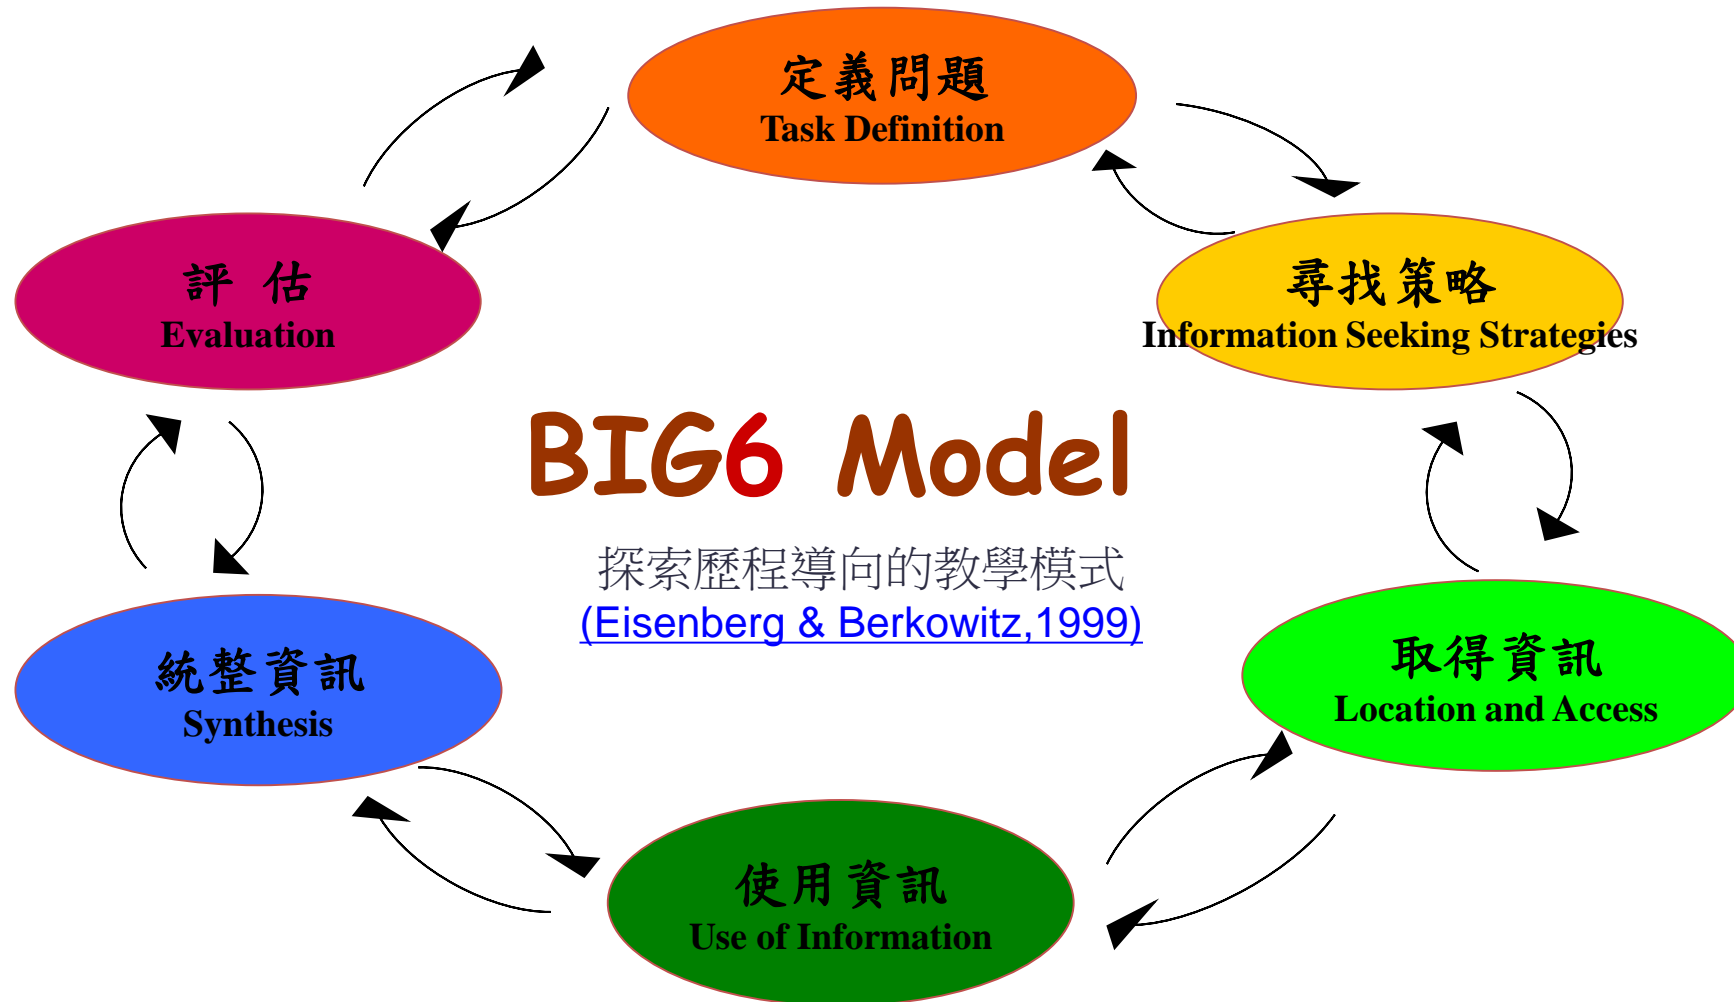 定義問題
Task Definition
尋找策略
Information Seeking Strategies
取得資訊
Location and Access
使用資訊
Use of Information
統整資訊
Synthesis
評 估
Evaluation
BIG6 Model
探索歷程導向的教學模式
(Eisenberg & Berkowitz,1999)